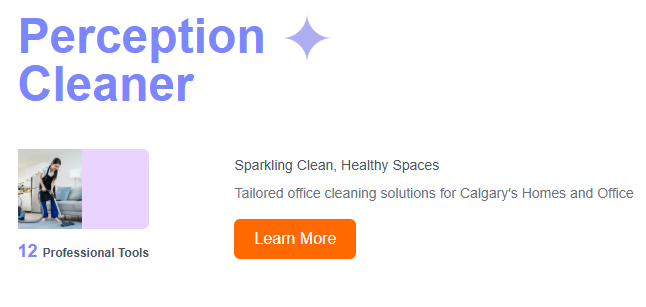 Perception
Cleaner
Sparkling Clean, Healthy Spaces
Tailored office cleaning solutions for Calgary's Homes and Office
Learn More
12 Professional Tools